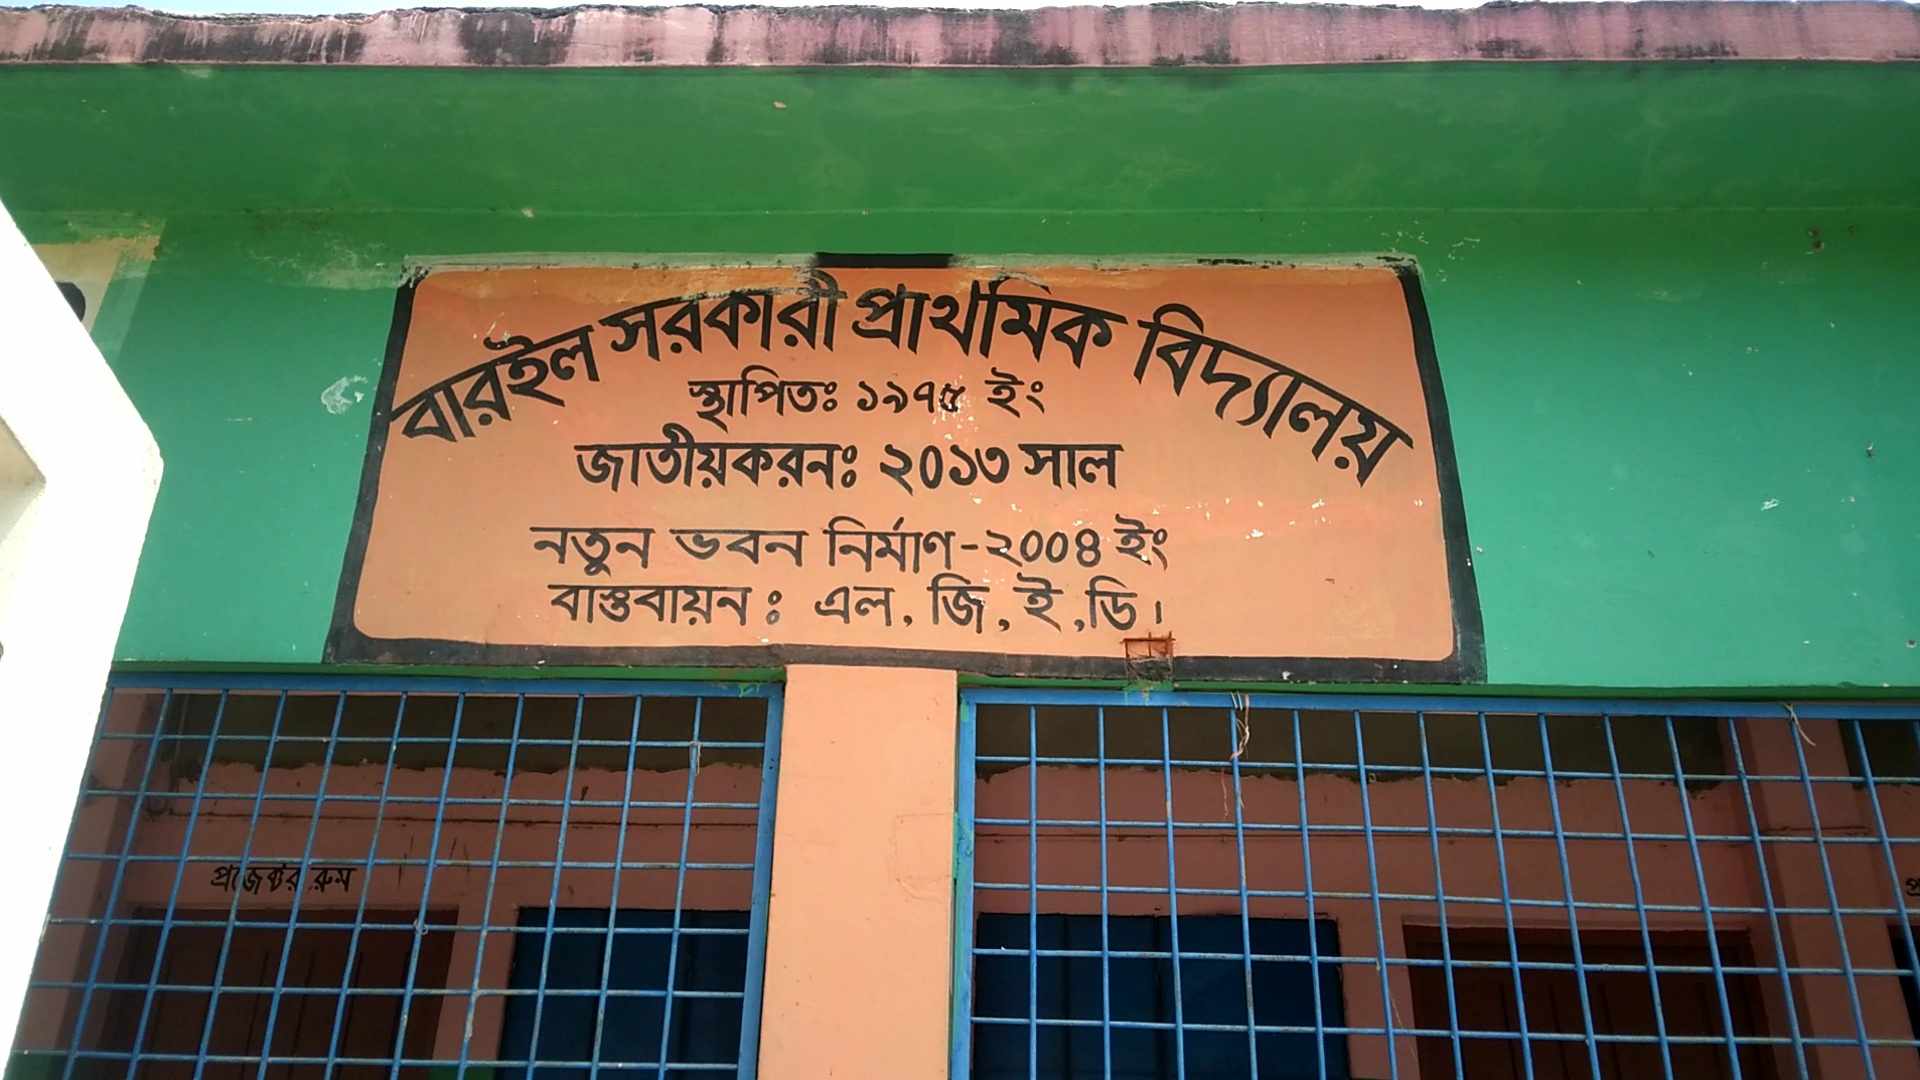 বারইল সরকারী প্রাথমিক বিদ্যালয়
স্থাপিতঃ ১৯৭৫ ইং
জাতীয়করনঃ ২০১৩ সাল
নতুন ভবন নির্মাণ-২০০৪ ইং
বাস্তবায়ন ঃ এল, জি, ই, ডি।
প্রজেক্টর রুম